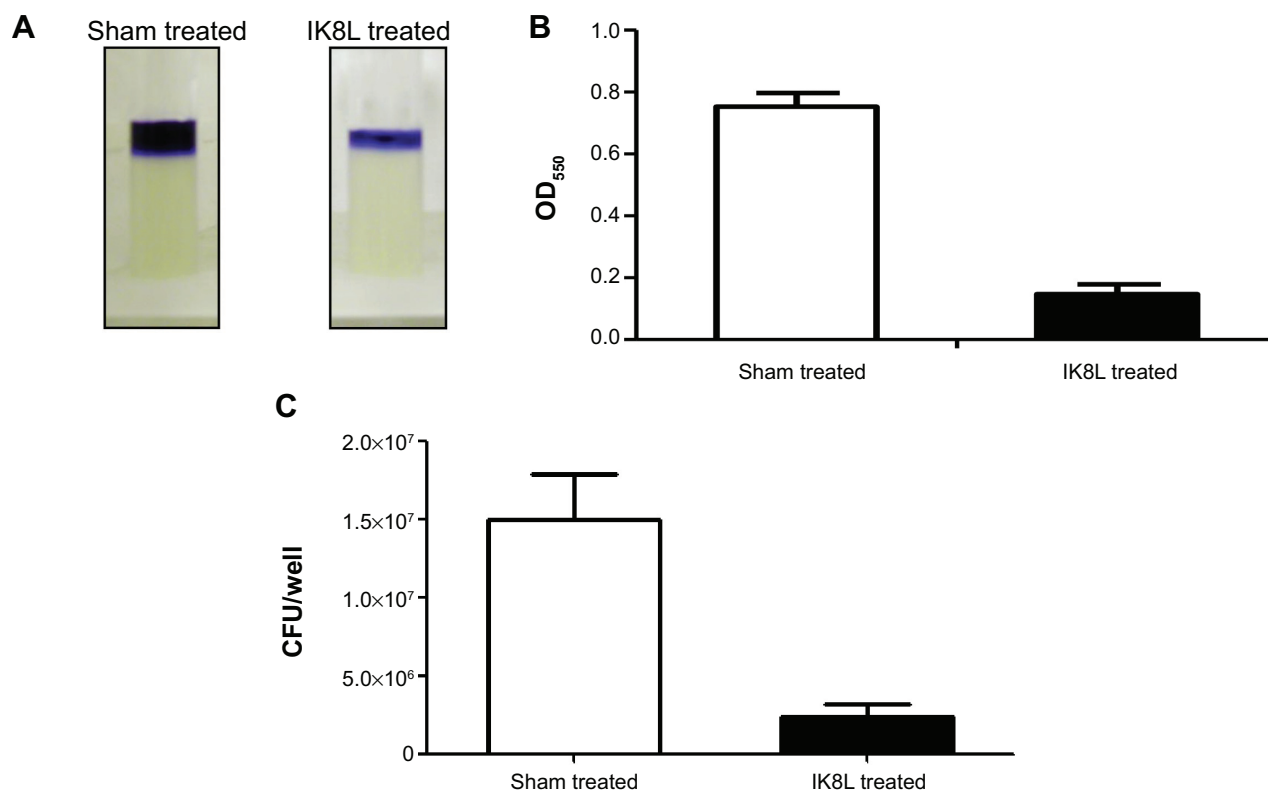 A
Sham treated
IK8L treated
B
OD₅₅₀
1.0
0.8
0.6
0.4
0.2
0.0
Sham treated
IK8L treated
C
CFU/well
2.0×10⁷
1.5×10⁷
1.0×10⁷
5.0×10⁶
0
Sham treated
IK8L treated